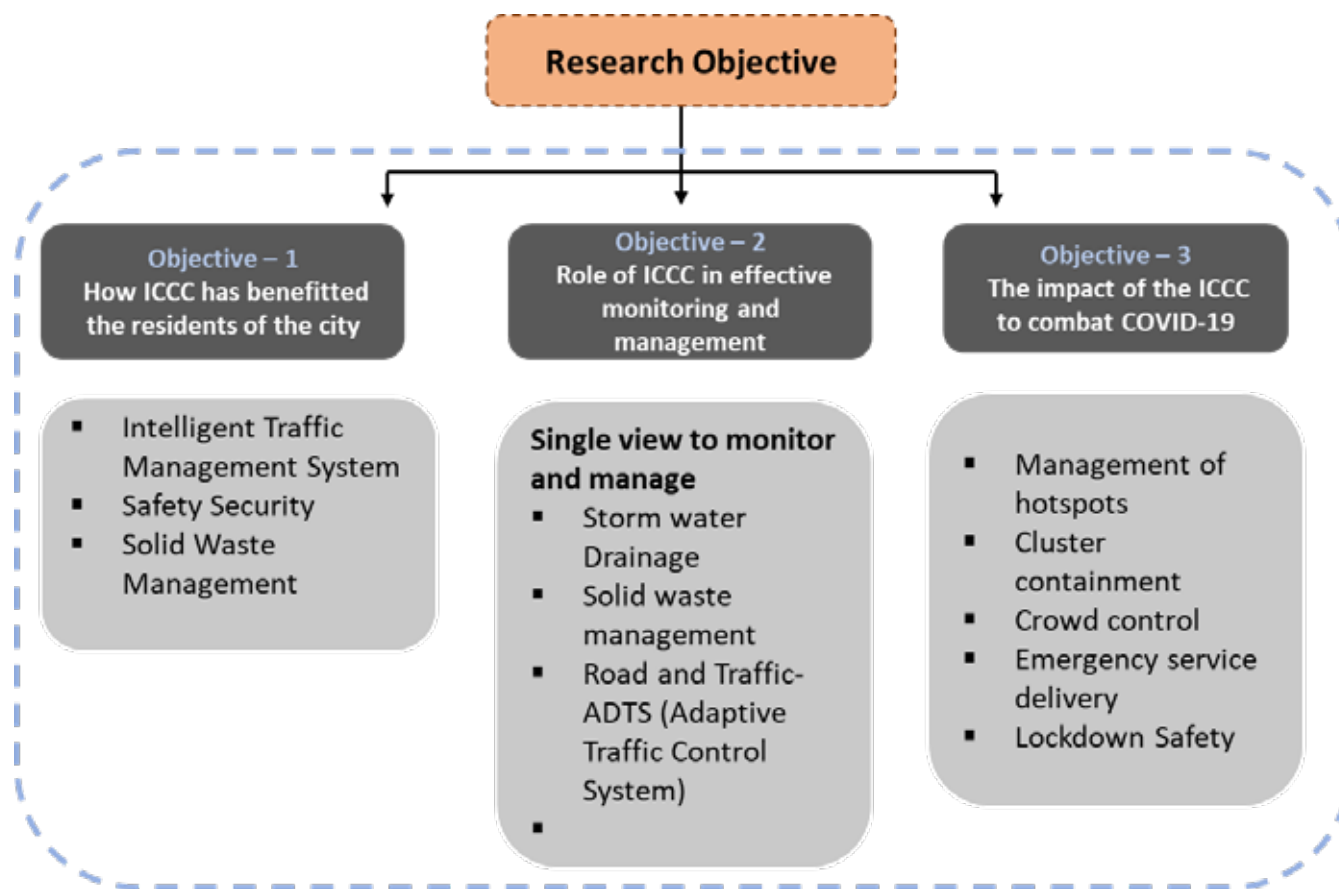 Research Objective
Objective – 1
How ICCC has benefitted
the residents of the city
Objective – 2
Role of ICCC in effective
monitoring and
management
Objective – 3
The impact of the ICCC
to combat COVID-19
▪ Intelligent Traffic
Management System
▪ Safety Security
▪ Solid Waste
Management
Single view to monitor
and manage
▪ Storm water
Drainage
▪ Solid waste
management
▪ Road and Traffic-
ADTS (Adaptive
Traffic Control
System)
▪
▪ Management of
hotspots
▪ Cluster
containment
▪ Crowd control
▪ Emergency service
delivery
▪ Lockdown Safety